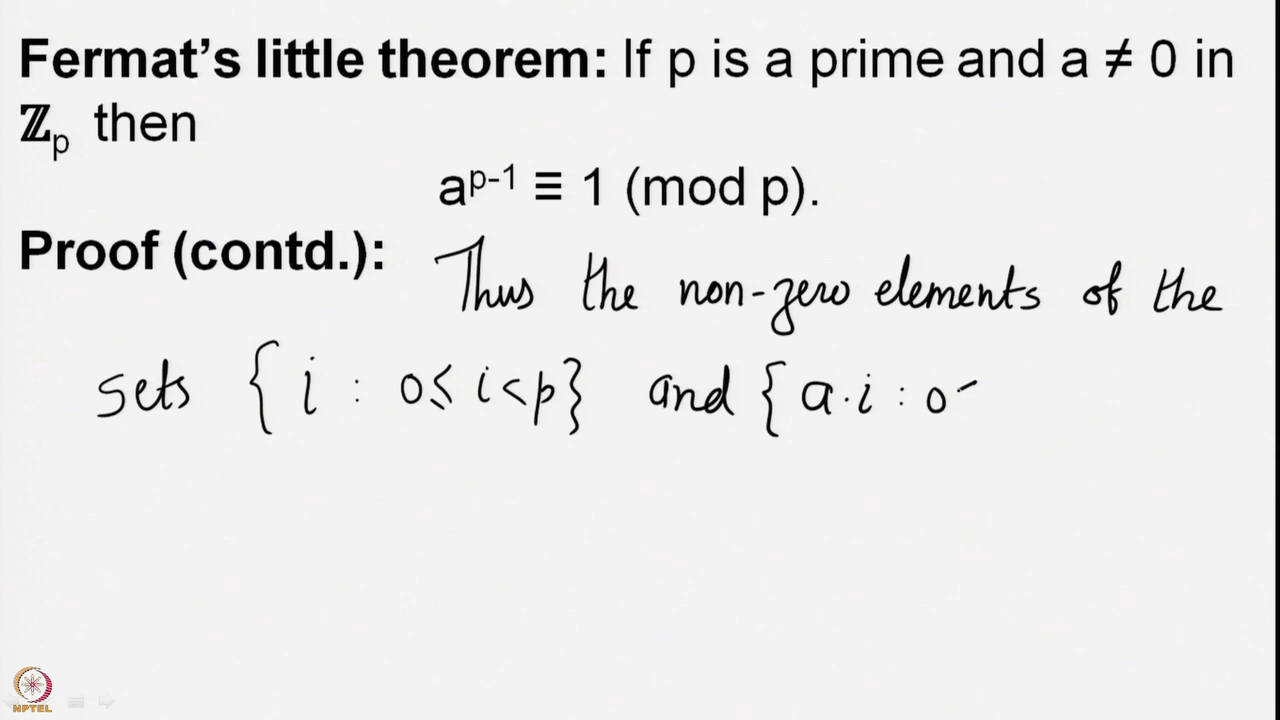 Fermat's little theorem: If p is a prime and a ≠ 0 in
ℤp then
a^p-1 ≡ 1 (mod p).
Proof (contd.): Thus the non-zero elements of the
sets { i : 0 ≤ i < p } and { a . i : 0
NPTEL